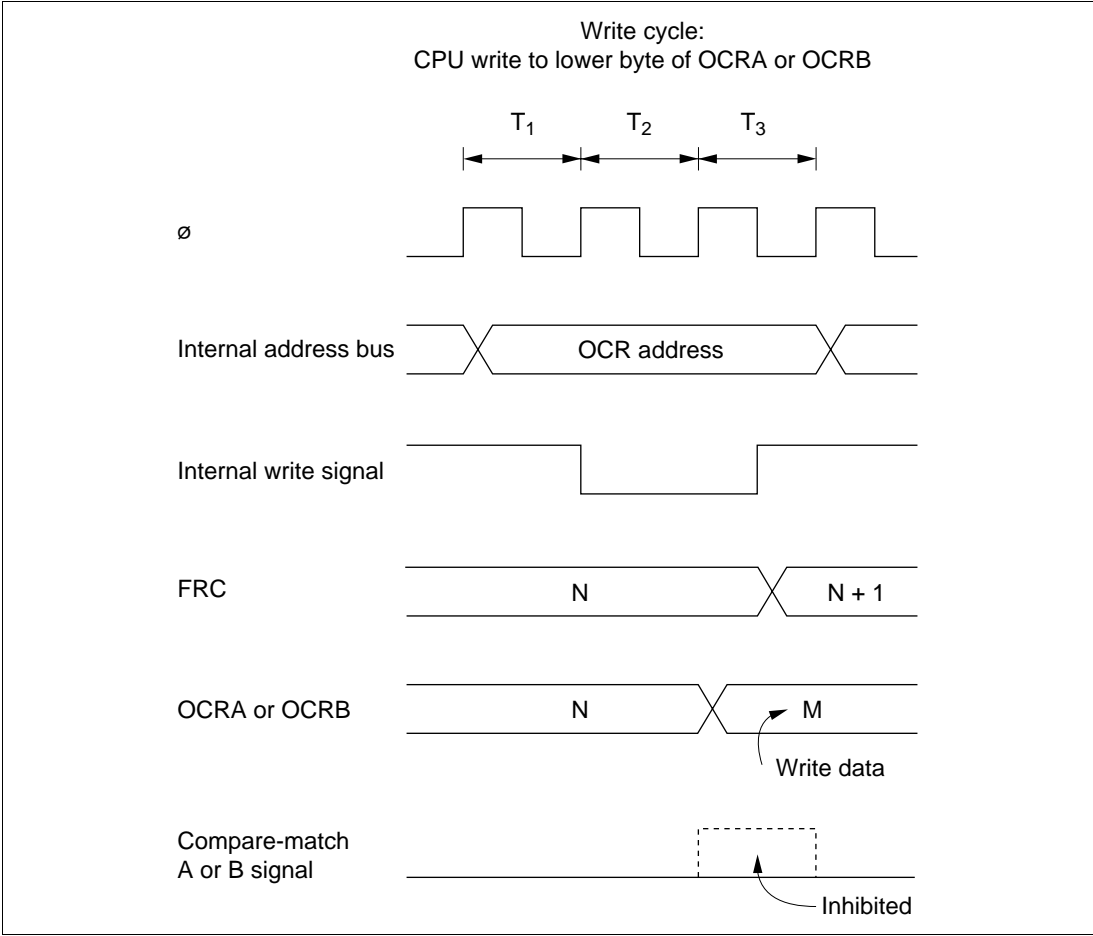 Write cycle:
CPU write to lower byte of OCRA or OCRB
T1 T2 T3
ø
Internal address bus OCR address
Internal write signal
FRC N N + 1
OCRA or OCRB N M
Write data
Compare-match
A or B signal
Inhibited